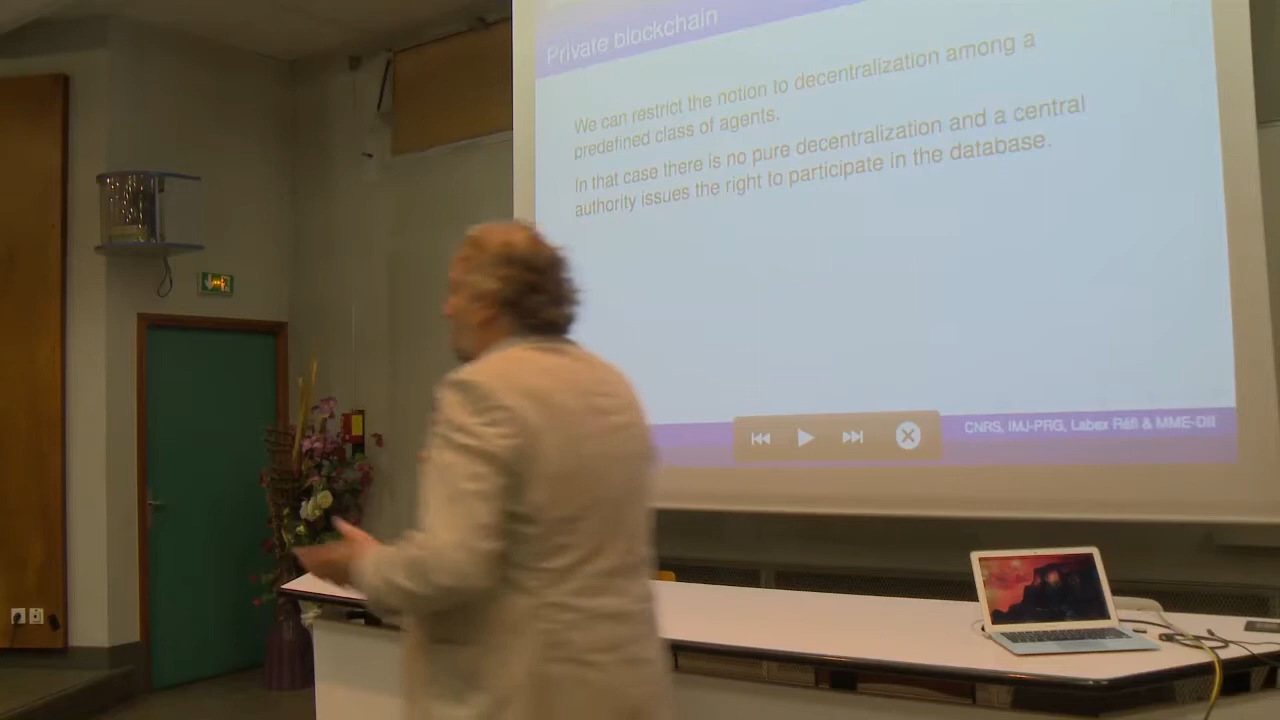 Private blockchain
We can restrict the notion to decentralization among a
predefined class of agents.
In that case there is no pure decentralization and a central
authority issues the right to participate in the database.
CNRS, IMJ-PRG, Labex Réfi & MME-DII